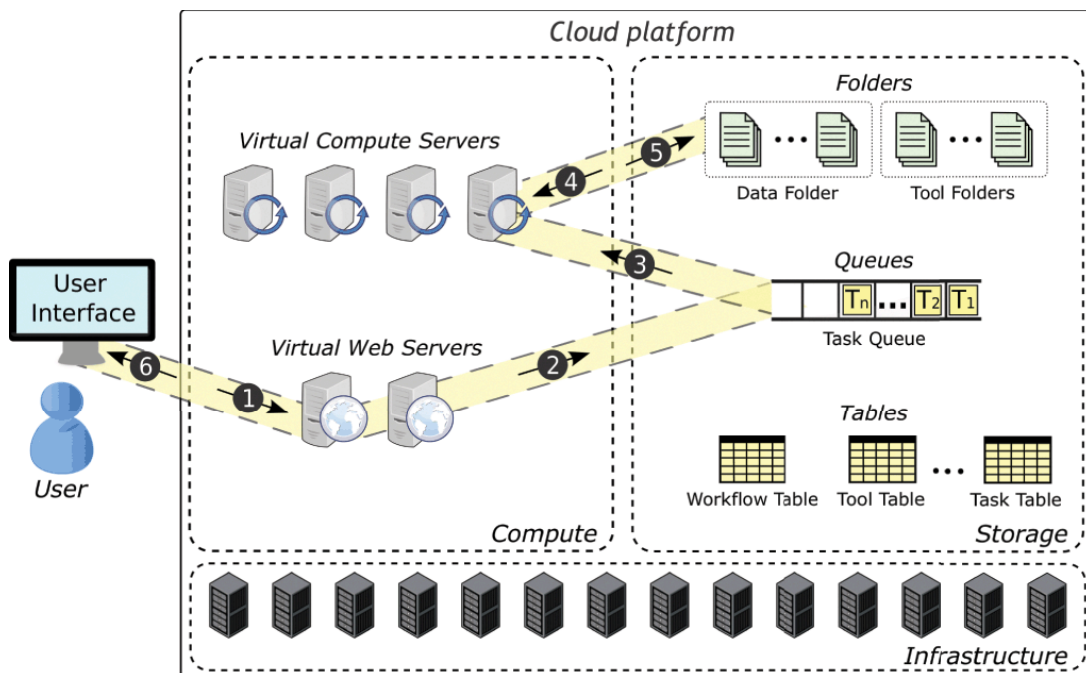 Cloud platform
Folders
Virtual Compute Servers
5
4
Data Folder
Tool Folders
3
Queues
User
Interface
Tn ... T2 T1
Task Queue
Virtual Web Servers
2
6
1
Tables
User
Workflow Table
Tool Table
...
Task Table
Compute
Storage
Infrastructure